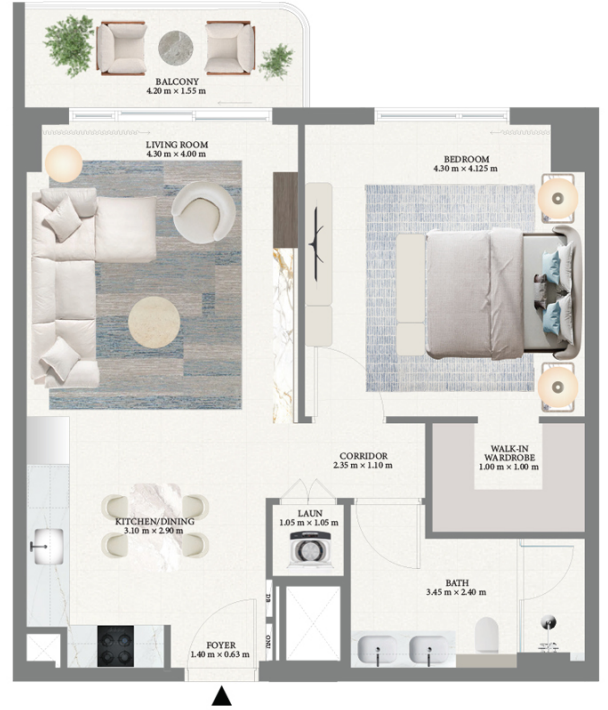 BALCONY
4.20 m × 1.55 m
LIVING ROOM
4.30 m × 4.00 m
BEDROOM
4.30 m × 4.125 m
WALK-IN
WARDROBE
1.00 m × 1.00 m
CORRIDOR
2.35 m × 1.10 m
LAUN
1.05 m × 1.05 m
KITCHEN/DINING
3.10 m × 2.90 m
BATH
3.45 m × 2.40 m
FOYER
1.40 m × 0.63 m